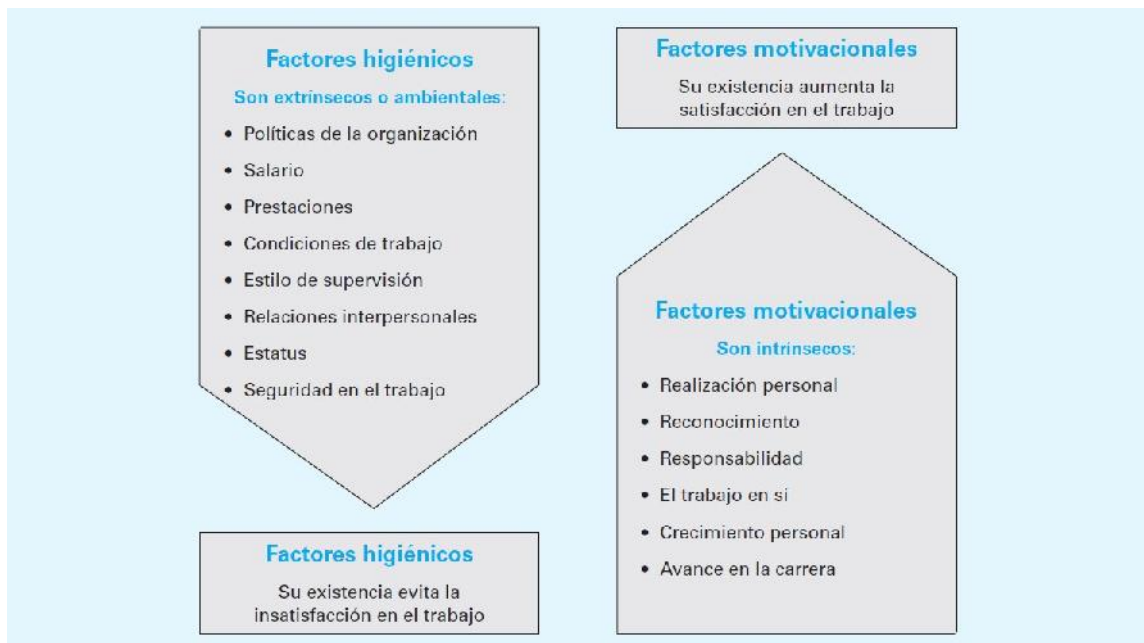 Factores higiénicos
Son extrínsecos o ambientales:
• Políticas de la organización
• Salario
• Prestaciones
• Condiciones de trabajo
• Estilo de supervisión
• Relaciones interpersonales
• Estatus
• Seguridad en el trabajo
Factores higiénicos
Su existencia evita la
insatisfacción en el trabajo
Factores motivacionales
Su existencia aumenta la
satisfacción en el trabajo
Factores motivacionales
Son intrínsecos:
• Realización personal
• Reconocimiento
• Responsabilidad
• El trabajo en sí
• Crecimiento personal
• Avance en la carrera